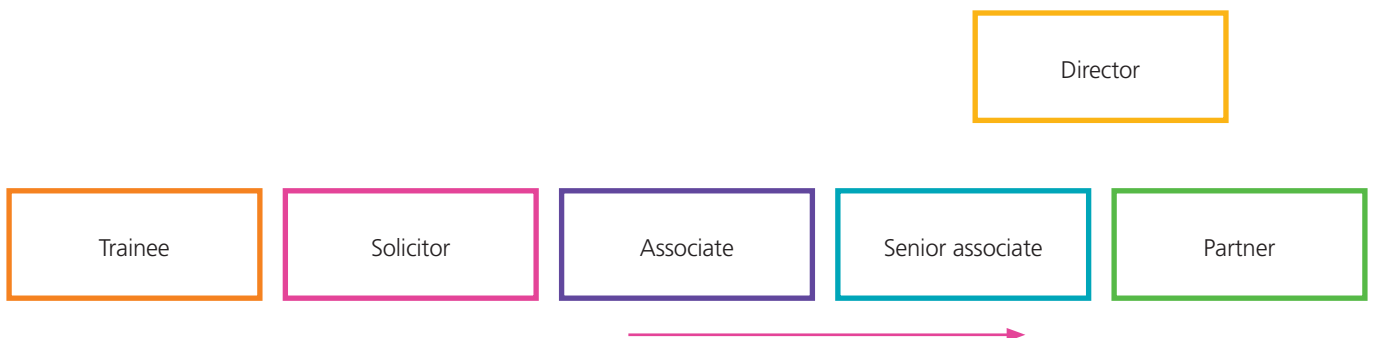 Director
Trainee
Solicitor
Associate
Senior associate
Partner